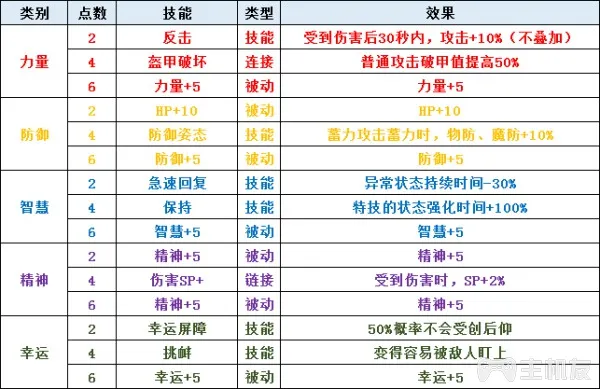 类别 点数 技能 类型 效果
力量 2 反击 技能 受到伤害后30秒内，攻击+10%（不叠加）
4 盔甲破坏 连接 普通攻击破甲值提高50%
6 力量+5 被动 力量+5
防御 2 HP+10 被动 HP+10
4 防御姿态 技能 蓄力攻击蓄力时，物防、魔防+10%
6 防御+5 被动 防御+5
智慧 2 急速回复 技能 异常状态持续时间-30%
4 保持 技能 特技的状态强化时间+100%
6 智慧+5 被动 智慧+5
精神 2 精神+5 被动 精神+5
4 伤害SP+ 链接 受到伤害时，SP+2%
6 精神+5 被动 精神+5
幸运 2 幸运屏障 技能 50%概率不会受创后仰
4 挑衅 技能 变得容易被敌人盯上
6 幸运+5 被动 幸运+5
主机友